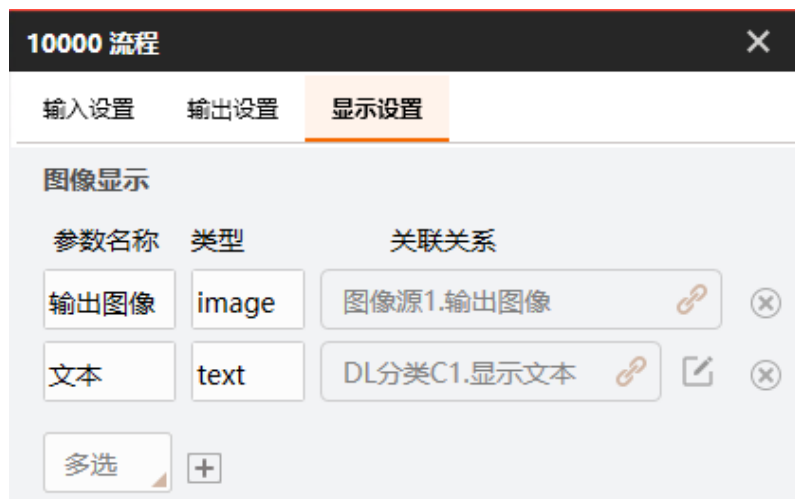 10000 流程
输入设置 输出设置 显示设置
图像显示
参数名称 类型 关联关系
输出图像 image 图像源1.输出图像
文本 text DL分类C1.显示文本
多选